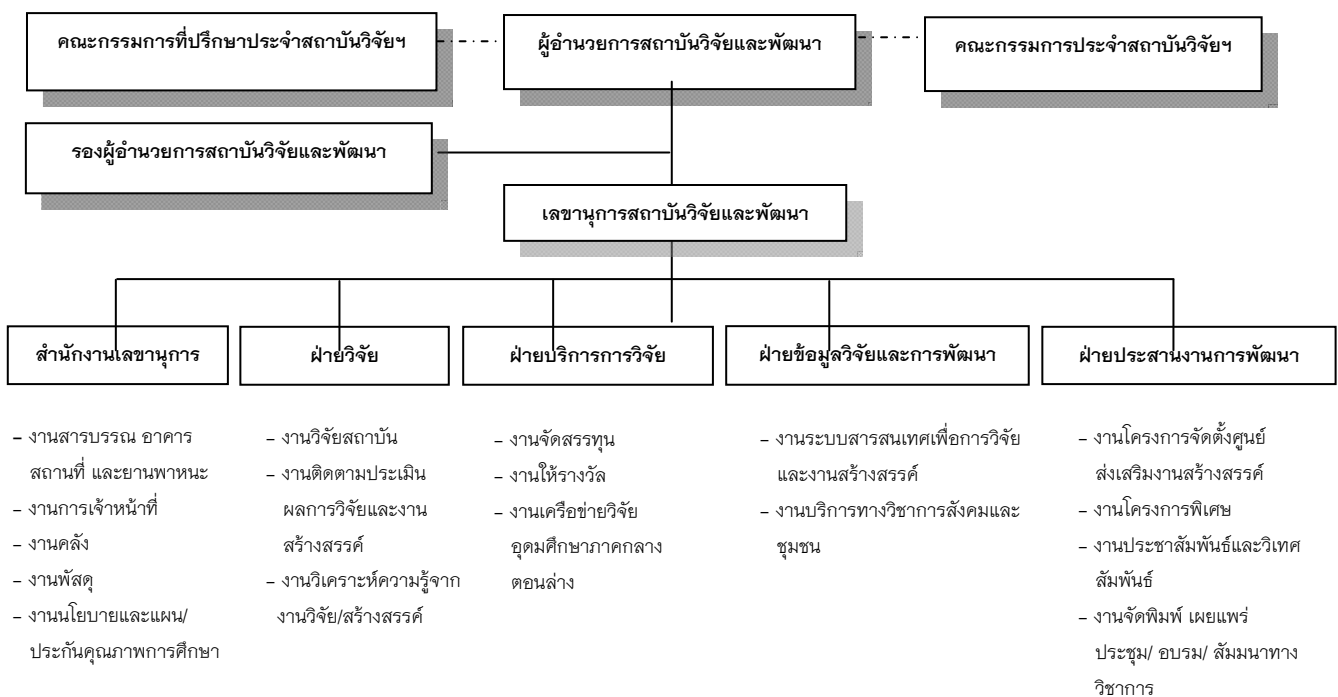 คณะกรรมการที่ปรึกษาประจำสถาบันวิจัยฯ
ผู้อำนวยการสถาบันวิจัยและพัฒนา
คณะกรรมการประจำสถาบันวิจัยฯ
รองผู้อำนวยการสถาบันวิจัยและพัฒนา
เลขานุการสถาบันวิจัยและพัฒนา
สำนักงานเลขานุการ
ฝ่ายวิจัย
ฝ่ายบริการการวิจัย
ฝ่ายข้อมูลวิจัยและการพัฒนา
ฝ่ายประสานงานการพัฒนา
– งานสารบรรณ อาคาร
สถานที่ และยานพาหนะ
– งานการเจ้าหน้าที่
– งานคลัง
– งานพัสดุ
– งานนโยบายและแผน/
ประกันคุณภาพการศึกษา
– งานวิจัยสถาบัน
– งานติดตามประเมิน
ผลการวิจัยและงาน
สร้างสรรค์
– งานวิเคราะห์ความรู้จาก
งานวิจัย/สร้างสรรค์
– งานจัดสรรทุน
– งานให้รางวัล
– งานเครือข่ายวิจัย
อุดมศึกษาภาคกลาง
ตอนล่าง
– งานระบบสารสนเทศเพื่อการวิจัย
และงานสร้างสรรค์
– งานบริการทางวิชาการสังคมและ
ชุมชน
– งานโครงการจัดตั้งศูนย์
ส่งเสริมงานสร้างสรรค์
– งานโครงการพิเศษ
– งานประชาสัมพันธ์และวิเทศ
สัมพันธ์
– งานจัดพิมพ์ เผยแพร่
ประชุม/ อบรม/ สัมมนาทาง
วิชาการ